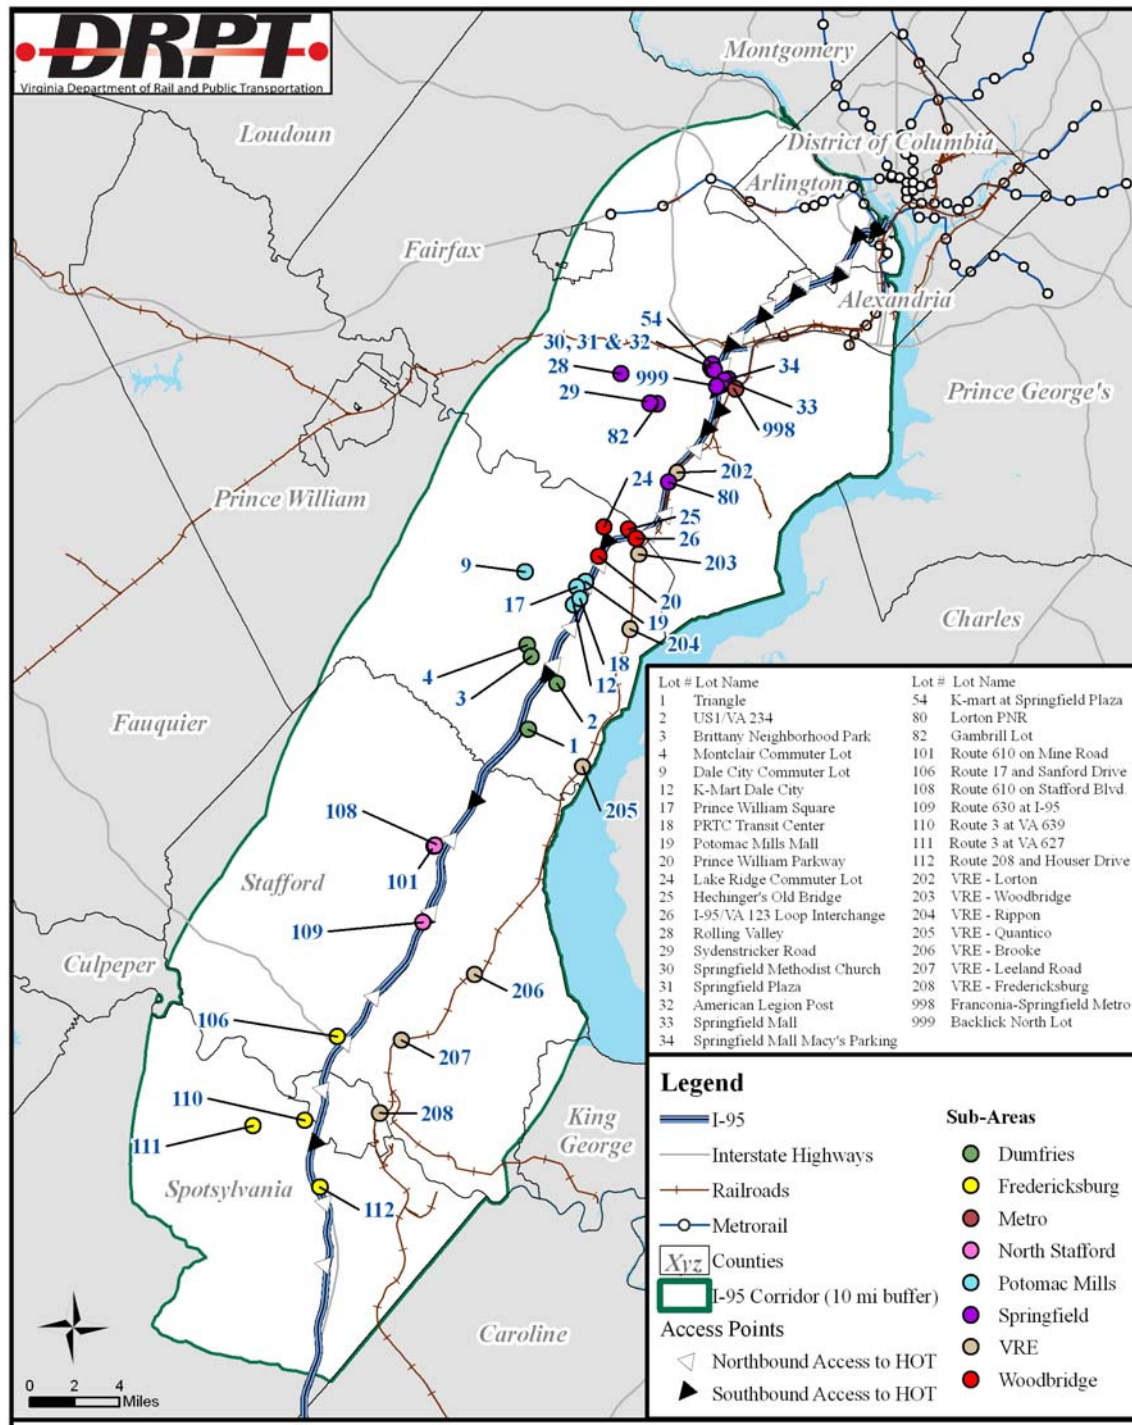 DRPT
Virginia Department of Rail and Public Transportation
Montgomery
Loudoun
District of Columbia
Arlington
Fairfax
Alexandria
54
30, 31 & 32
28
999
34
Prince George's
29
33
82
998
202
24
Prince William
80
25
26
9
203
17
20
Charles
19
204
4
18
3
12
Fauquier
2
1
205
108
101
Stafford
109
Culpeper
206
106
207
110
208
King
George
111
Spotsylvania
112
Caroline
0 2 4
Miles
Lot # Lot Name
1 Triangle
2 US1/VA 234
3 Brittany Neighborhood Park
4 Montclair Commuter Lot
9 Dale City Commuter Lot
12 K-Mart Dale City
17 Prince William Square
18 PRTC Transit Center
19 Potomac Mills Mall
20 Prince William Parkway
24 Lake Ridge Commuter Lot
25 Hechinger's Old Bridge
26 I-95/VA 123 Loop Interchange
28 Rolling Valley
29 Sydenstricker Road
30 Springfield Methodist Church
31 Springfield Plaza
32 American Legion Post
33 Springfield Mall
34 Springfield Mall Macy's Parking
Lot # Lot Name
54 K-mart at Springfield Plaza
80 Lorton PNR
82 Gambrill Lot
101 Route 610 on Mine Road
106 Route 17 and Sanford Drive
108 Route 610 on Stafford Blvd.
109 Route 630 at I-95
110 Route 3 at VA 639
111 Route 3 at VA 627
112 Route 208 and Houser Drive
202 VRE - Lorton
203 VRE - Woodbridge
204 VRE - Rippon
205 VRE - Quantico
206 VRE - Brooke
207 VRE - Leeland Road
208 VRE - Fredericksburg
998 Franconia-Springfield Metro
999 Backlick North Lot
Legend
I-95
Interstate Highways
Railroads
Metrorail
Xyz Counties
I-95 Corridor (10 mi buffer)
Access Points
Northbound Access to HOT
Southbound Access to HOT
Sub-Areas
Dumfries
Fredericksburg
Metro
North Stafford
Potomac Mills
Springfield
VRE
Woodbridge